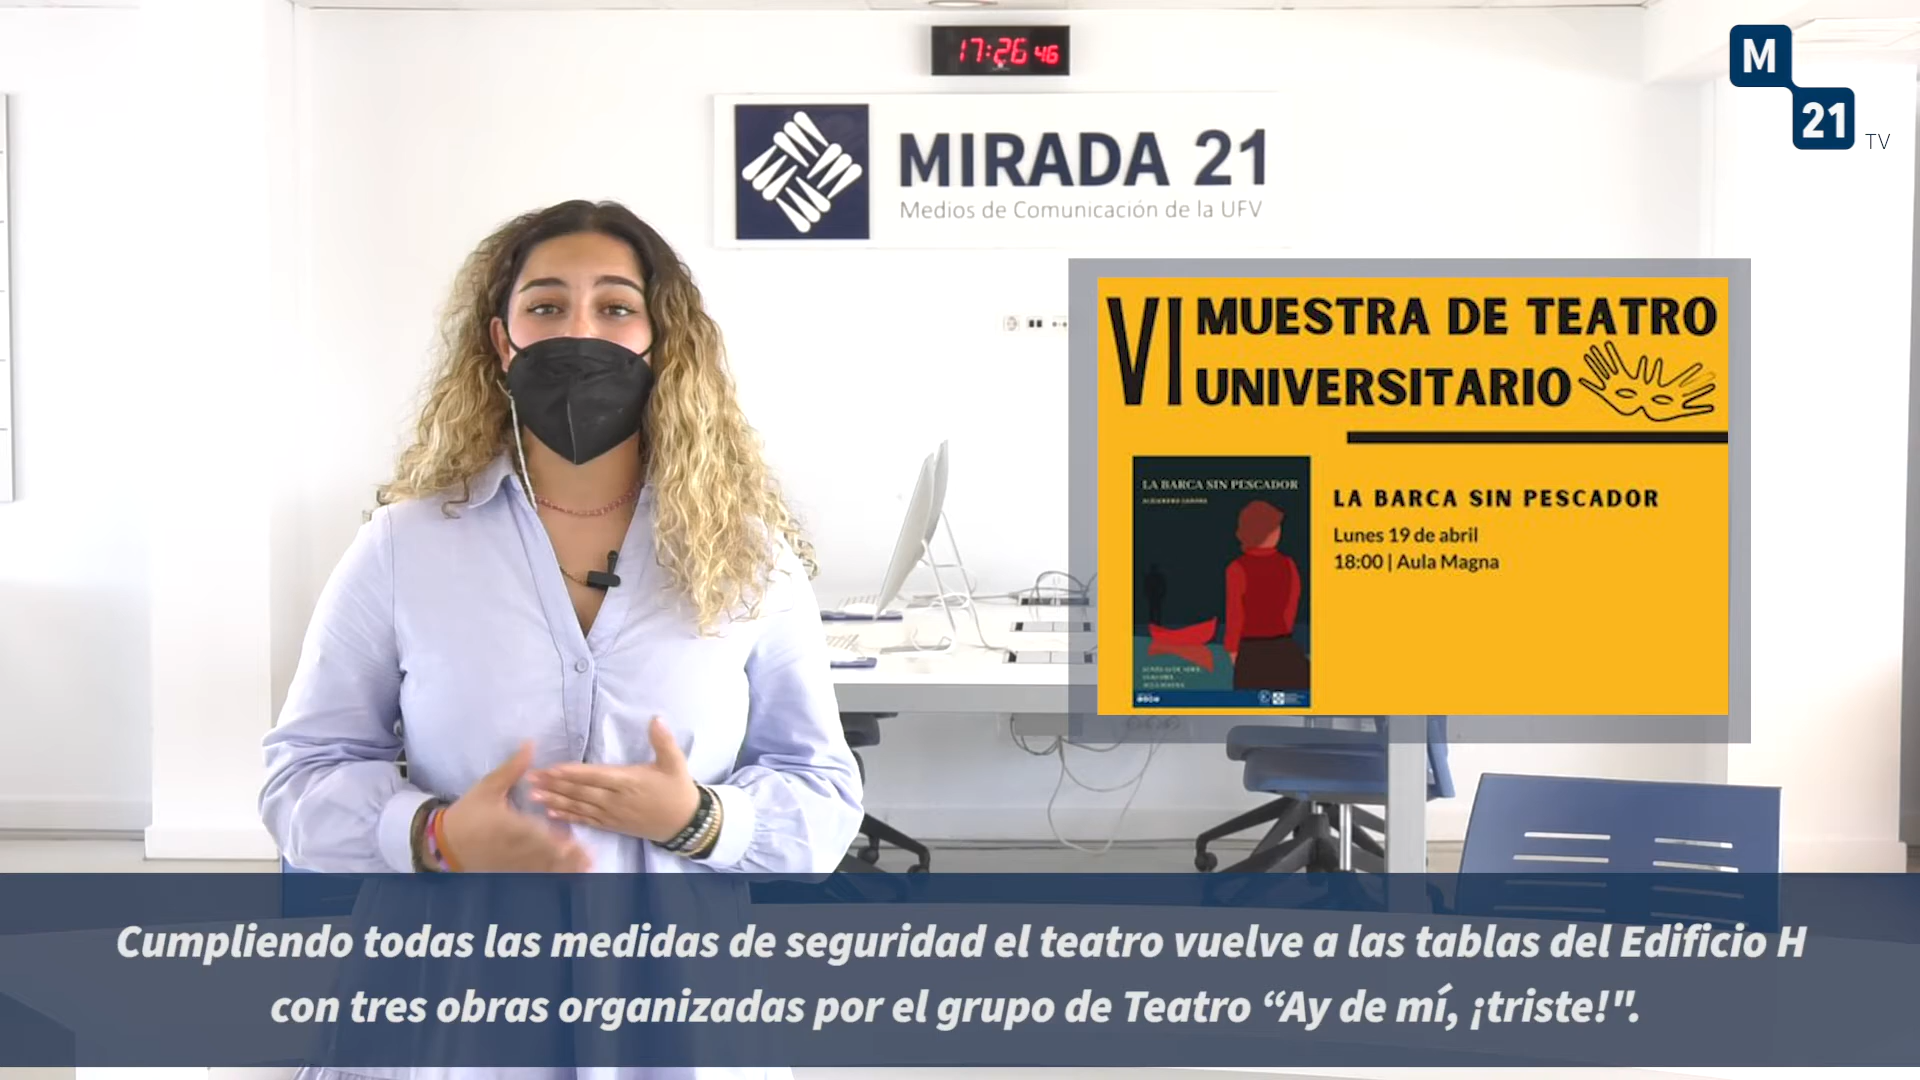 17:26 46
M
21
TV
MIRADA 21
Medios de Comunicación de la UFV
VI MUESTRA DE TEATRO
UNIVERSITARIO
LA BARCA SIN PESCADOR
LA BARCA SIN PESCADOR
Lunes 19 de abril
18:00 | Aula Magna
Cumpliendo todas las medidas de seguridad el teatro vuelve a las tablas del Edificio H
con tres obras organizadas por el grupo de Teatro “Ay de mí, ¡triste!".